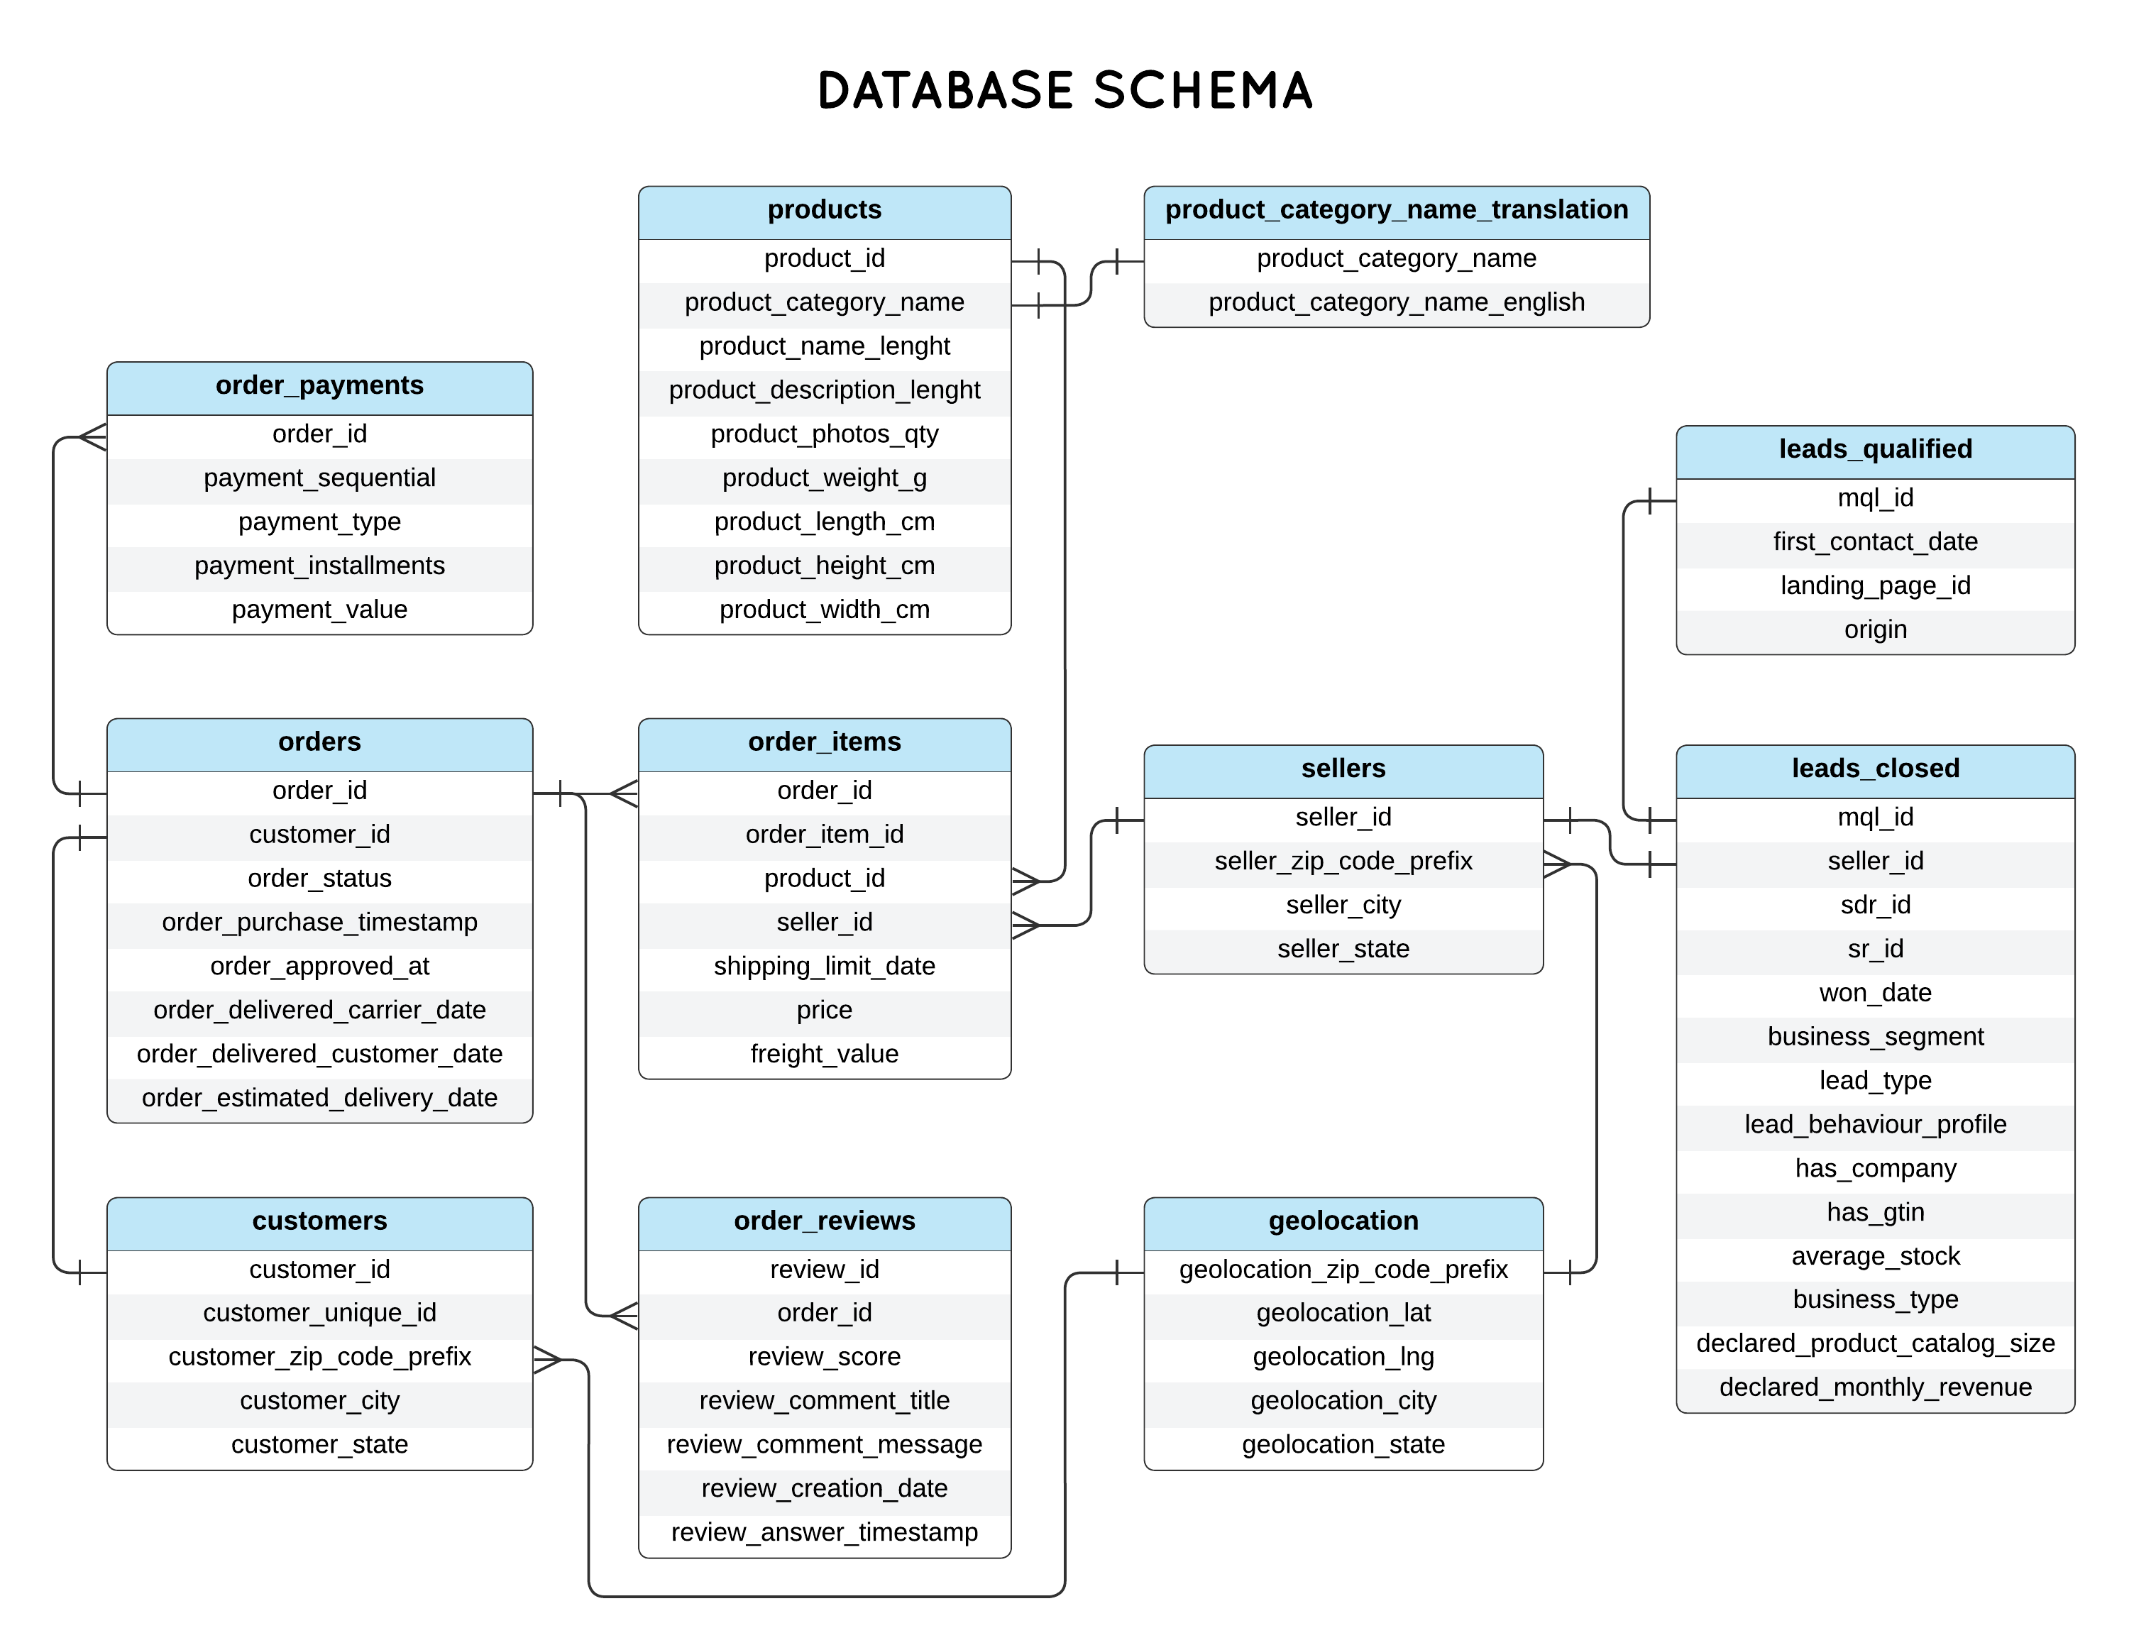 DATABASE SCHEMA
products
product_id
product_category_name
product_name_lenght
product_description_lenght
product_photos_qty
product_weight_g
product_length_cm
product_height_cm
product_width_cm
product_category_name_translation
product_category_name
product_category_name_english
order_payments
order_id
payment_sequential
payment_type
payment_installments
payment_value
leads_qualified
mql_id
first_contact_date
landing_page_id
origin
orders
order_id
customer_id
order_status
order_purchase_timestamp
order_approved_at
order_delivered_carrier_date
order_delivered_customer_date
order_estimated_delivery_date
order_items
order_id
order_item_id
product_id
seller_id
shipping_limit_date
price
freight_value
sellers
seller_id
seller_zip_code_prefix
seller_city
seller_state
leads_closed
mql_id
seller_id
sdr_id
sr_id
won_date
business_segment
lead_type
lead_behaviour_profile
has_company
has_gtin
average_stock
business_type
declared_product_catalog_size
declared_monthly_revenue
customers
customer_id
customer_unique_id
customer_zip_code_prefix
customer_city
customer_state
order_reviews
review_id
order_id
review_score
review_comment_title
review_comment_message
review_creation_date
review_answer_timestamp
geolocation
geolocation_zip_code_prefix
geolocation_lat
geolocation_lng
geolocation_city
geolocation_state